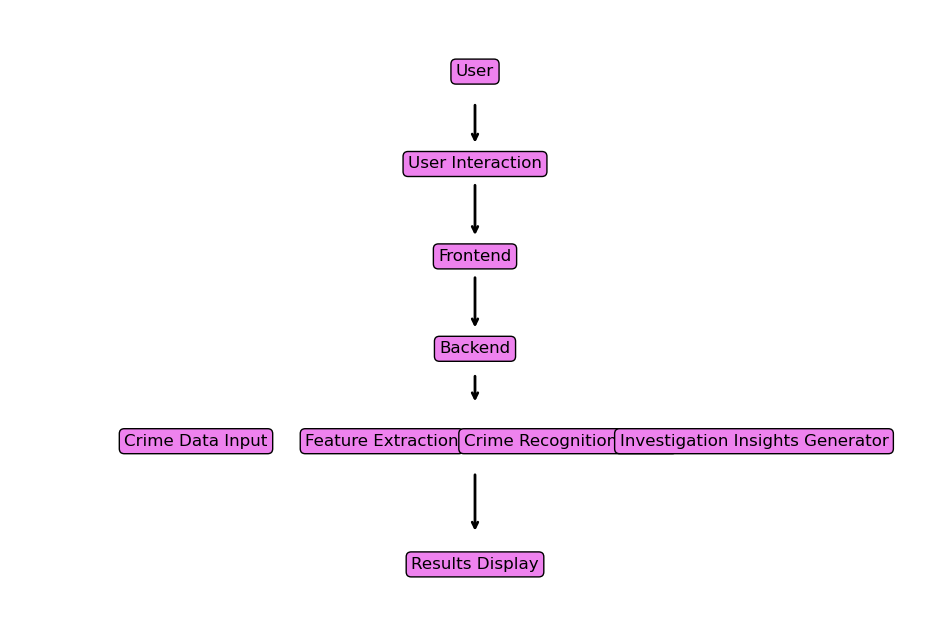 User
User Interaction
Frontend
Backend
Crime Data Input
Feature Extraction
Crime Recognition
Investigation Insights Generator
Results Display